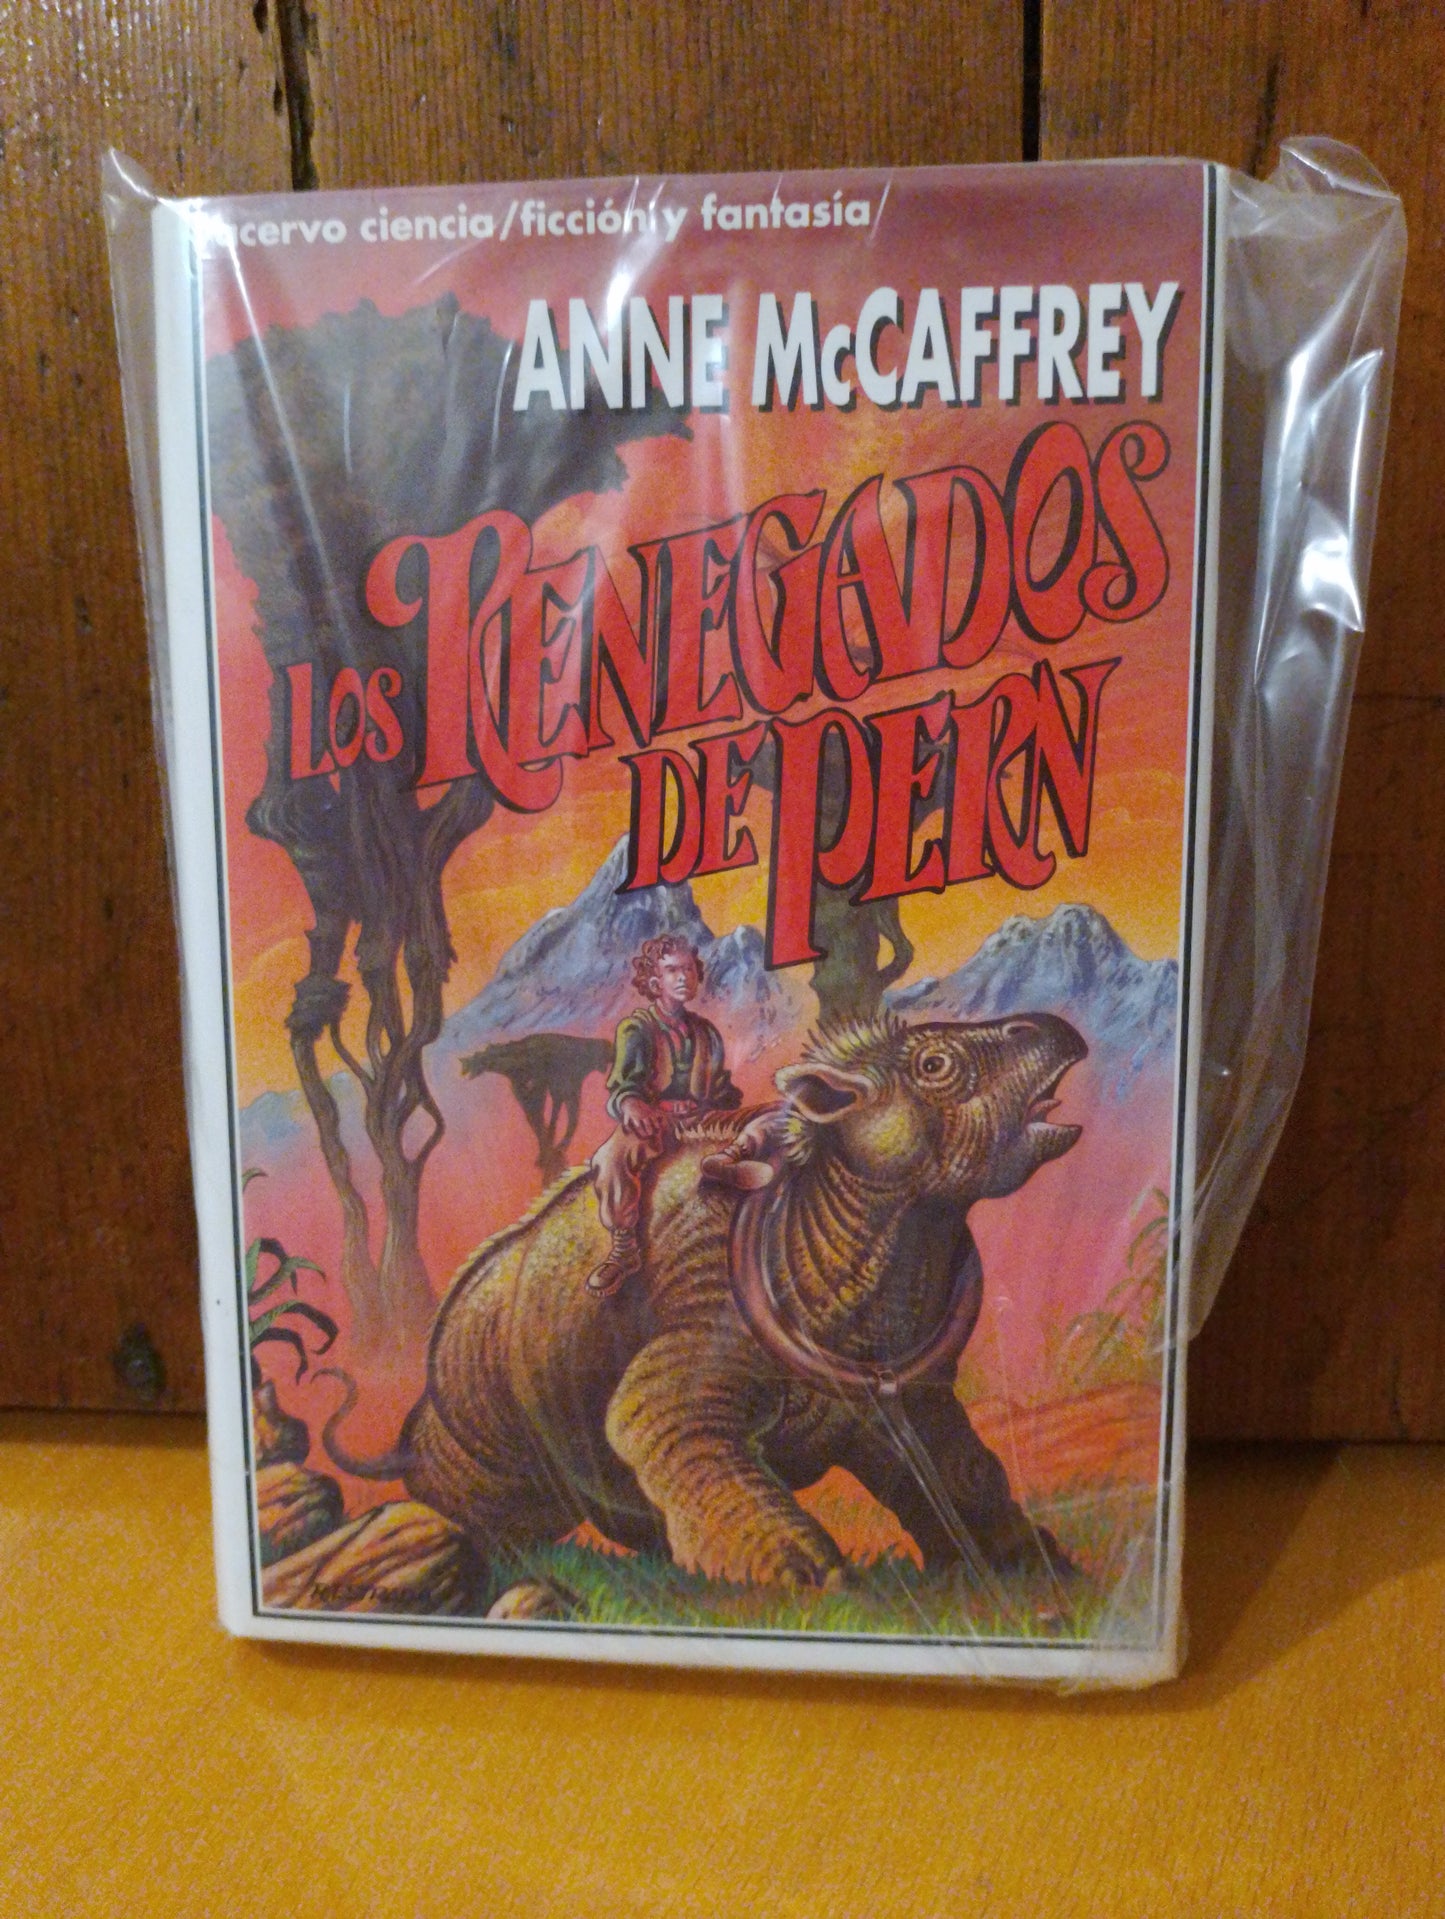 acervo ciencia/ficción y fantasía/
ANNE McCAFFREY
LOS RENEGADOS
DE PERN